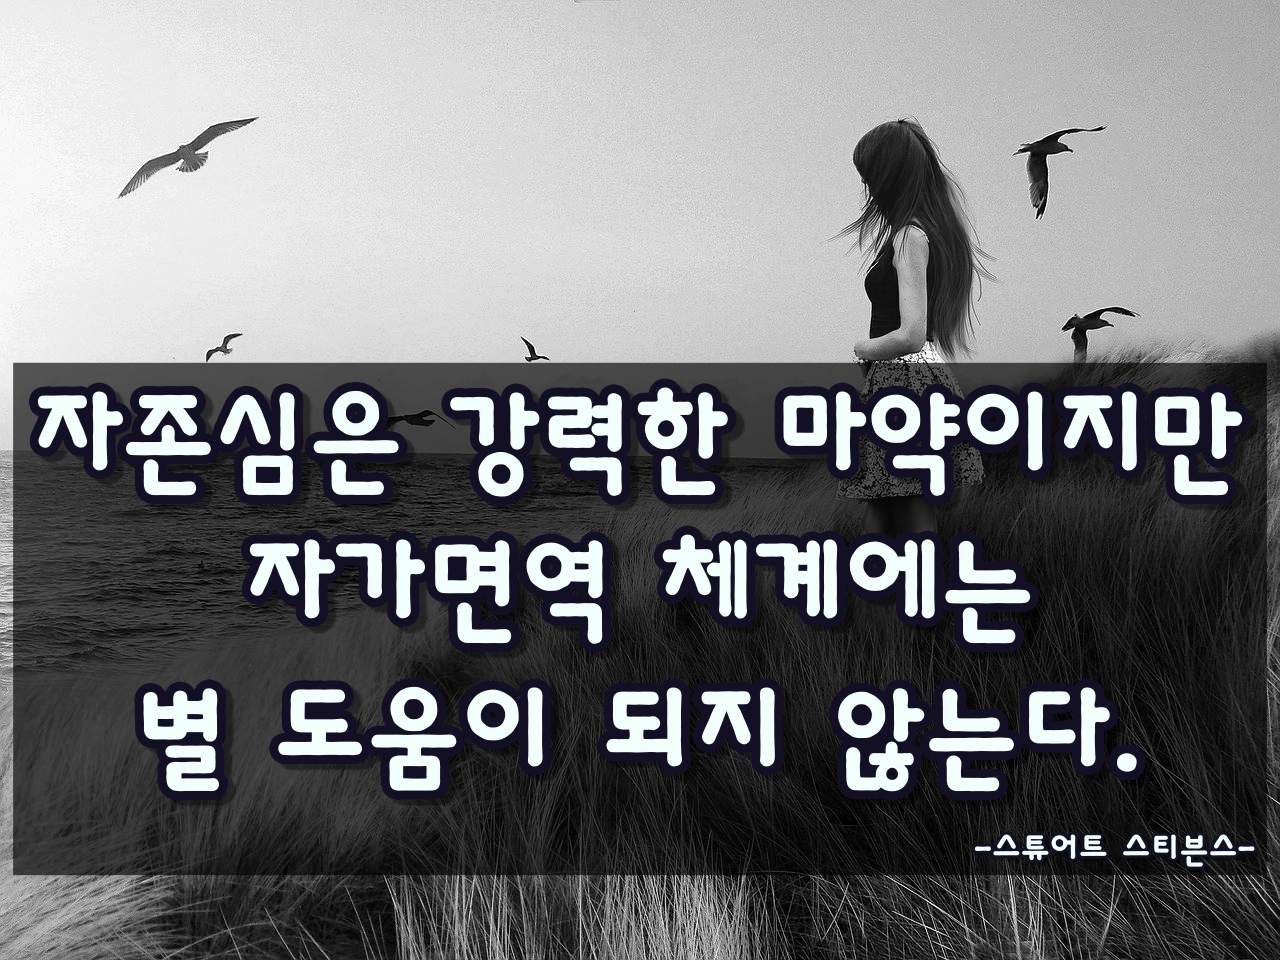 자존심은 강력한 마약이지만
자가면역 체계에는
별 도움이 되지 않는다.
-스튜어트 스티븐스-